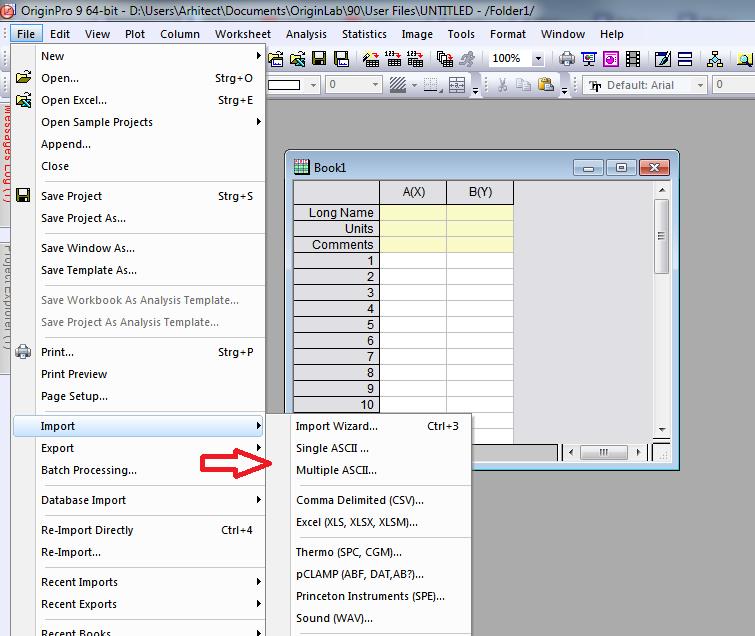 OriginPro 9 64-bit - D:\Users\Arhitect\Documents\OriginLab\90\User Files\UNTITLED - /Folder1/
File Edit View Plot Column Worksheet Analysis Statistics Image Tools Format Window Help
100%
0 Default: Arial 0
Messages Log (1)
Project Explorer (1)
New
Open... Strg+O
Open Excel... Strg+E
Open Sample Projects
Append...
Close
Save Project Strg+S
Save Project As...
Save Window As...
Save Template As...
Save Workbook As Analysis Template...
Save Project As Analysis Template...
Print... Strg+P
Print Preview
Page Setup...
Import
Export
Batch Processing...
Database Import
Re-Import Directly Ctrl+4
Re-Import...
Recent Imports
Recent Exports
Recent Books
Import Wizard... Ctrl+3
Single ASCII ...
Multiple ASCII...
Comma Delimited (CSV)...
Excel (XLS, XLSX, XLSM)...
Thermo (SPC, CGM)...
pCLAMP (ABF, DAT,AB?)...
Princeton Instruments (SPE)...
Sound (WAV)...
Book1
A(X) B(Y)
Long Name
Units
Comments
1
2
3
4
5
6
7
8
9
10